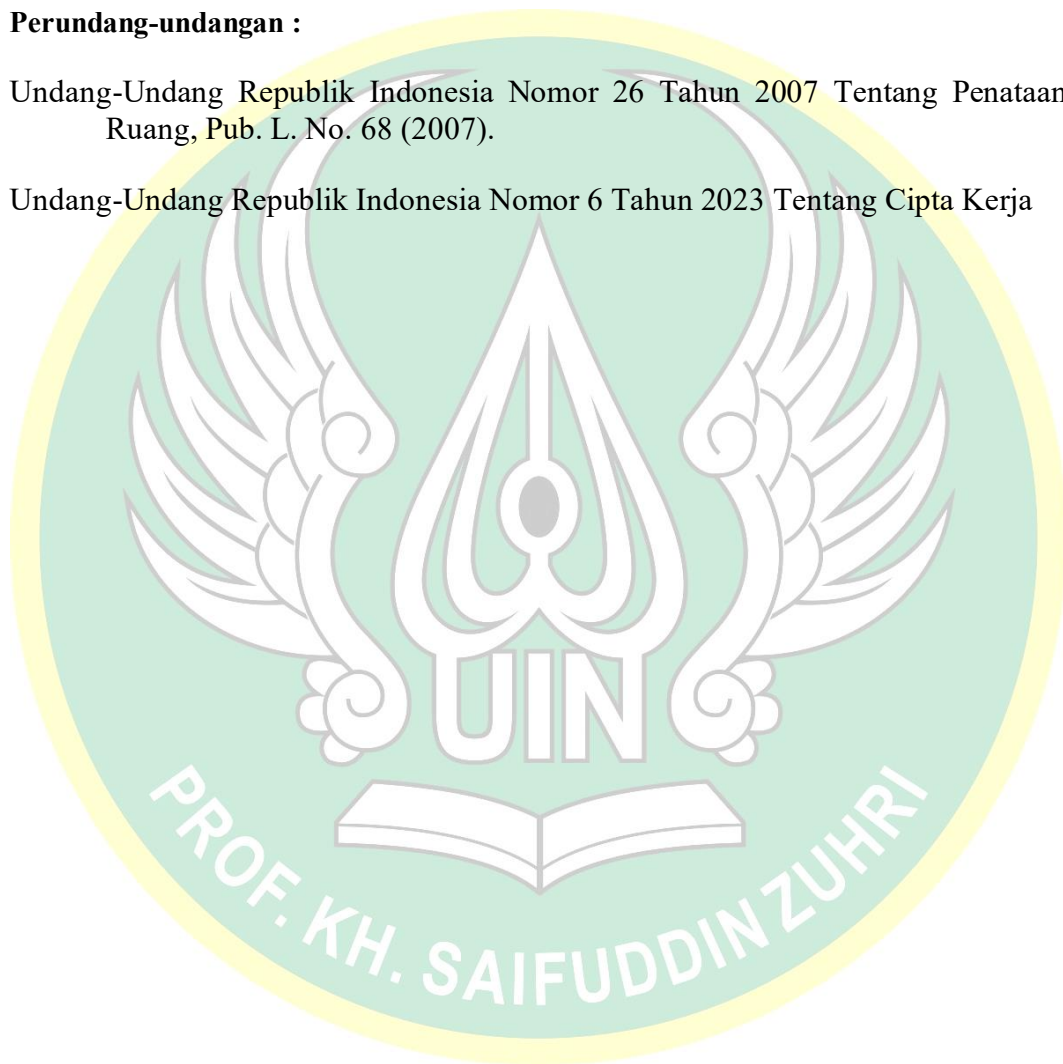 Perundang-undangan :
Undang-Undang Republik Indonesia Nomor 26 Tahun 2007 Tentang Penataan
Ruang, Pub. L. No. 68 (2007).
Undang-Undang Republik Indonesia Nomor 6 Tahun 2023 Tentang Cipta Kerja
UIN
PROF. KH. SAIFUDDIN ZUHRI